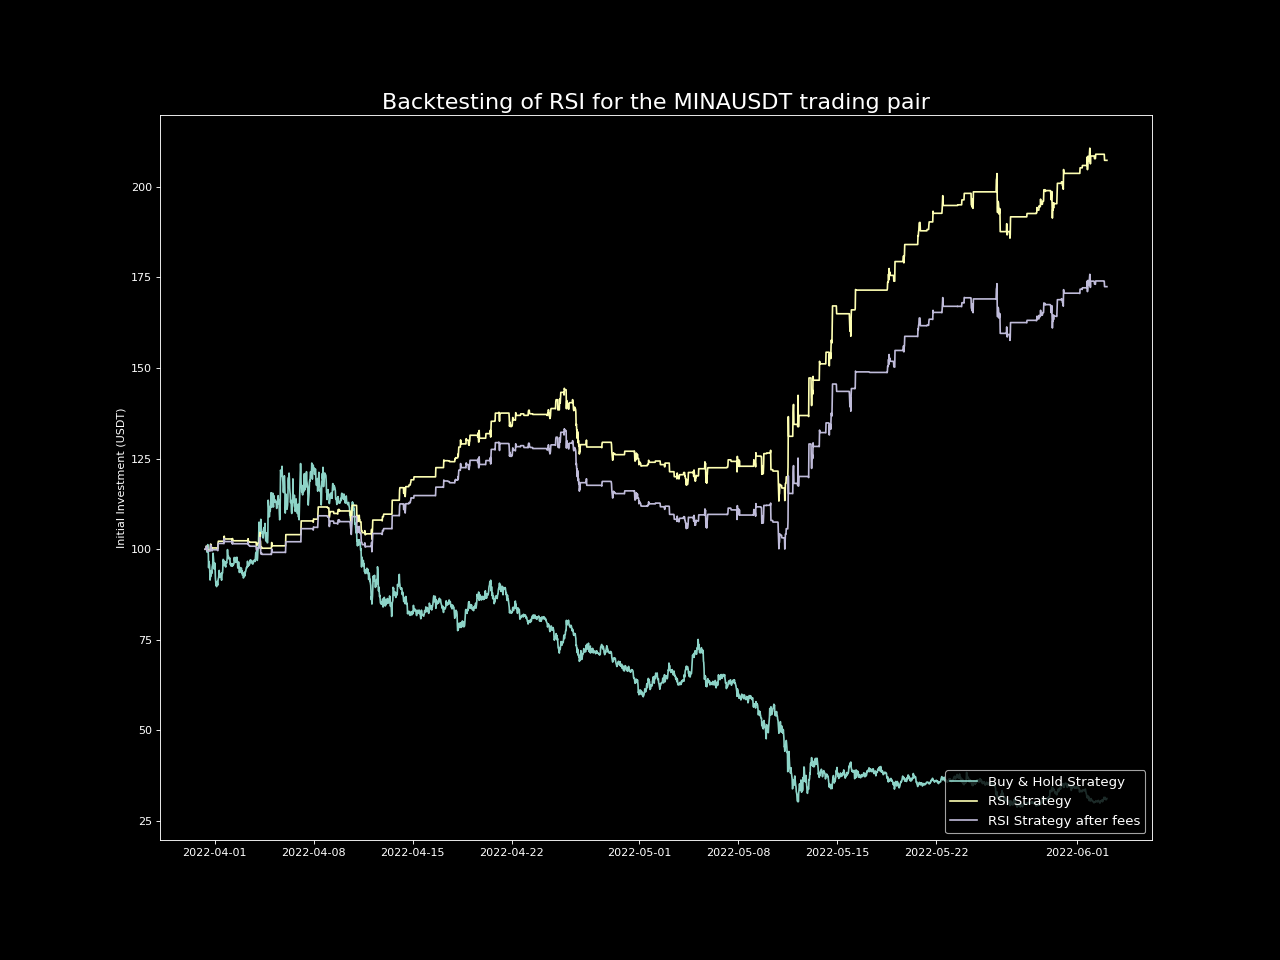 Backtesting of RSI for the MINAUSDT trading pair
Initial Investment (USDT)
200
175
150
125
100
75
50
25
2022-04-01 2022-04-08 2022-04-15 2022-04-22 2022-05-01 2022-05-08 2022-05-15 2022-05-22 2022-06-01
Buy & Hold Strategy
RSI Strategy
RSI Strategy after fees